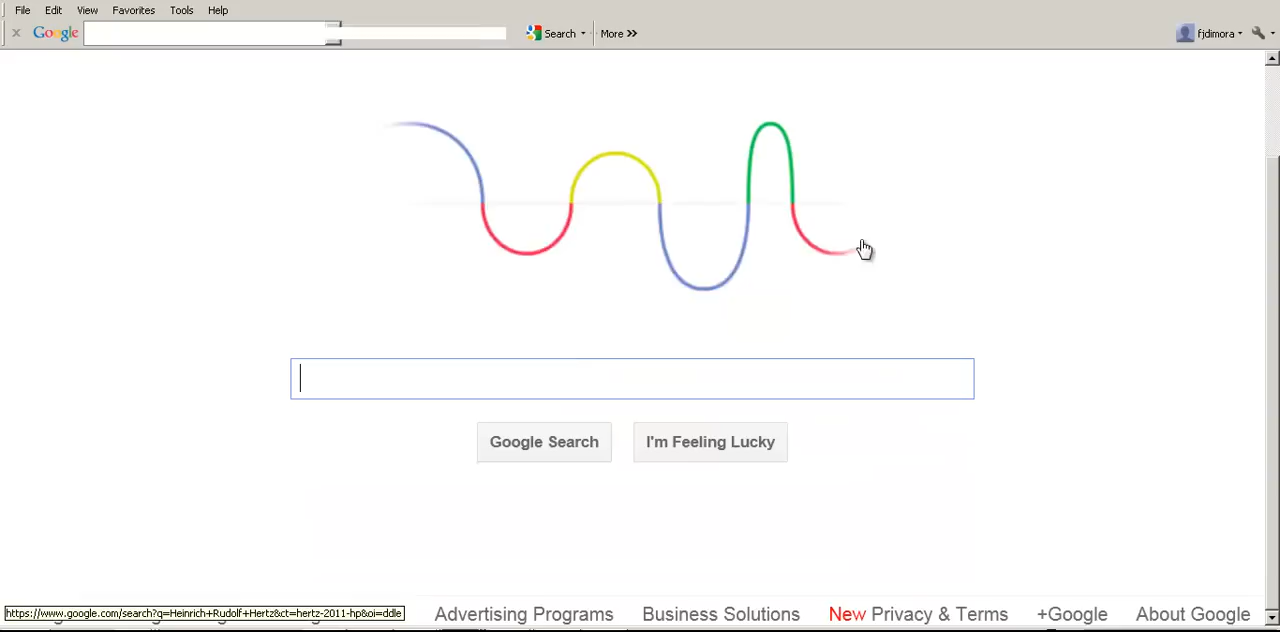 File Edit View Favorites Tools Help
Google Search More fjdimora
Google Search I'm Feeling Lucky
https://www.google.com/search?q=Heinrich+Rudolf+Hertz&ct=hertz-2011-hp&oi=ddle
Advertising Programs Business Solutions New Privacy & Terms +Google About Google